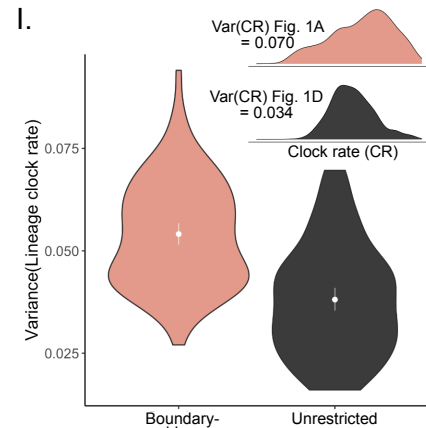 I.
Var(CR) Fig. 1A
= 0.070
Var(CR) Fig. 1D
= 0.034
Clock rate (CR)
Variance(Lineage clock rate)
0.075
0.050
0.025
Boundary-
Unrestricted